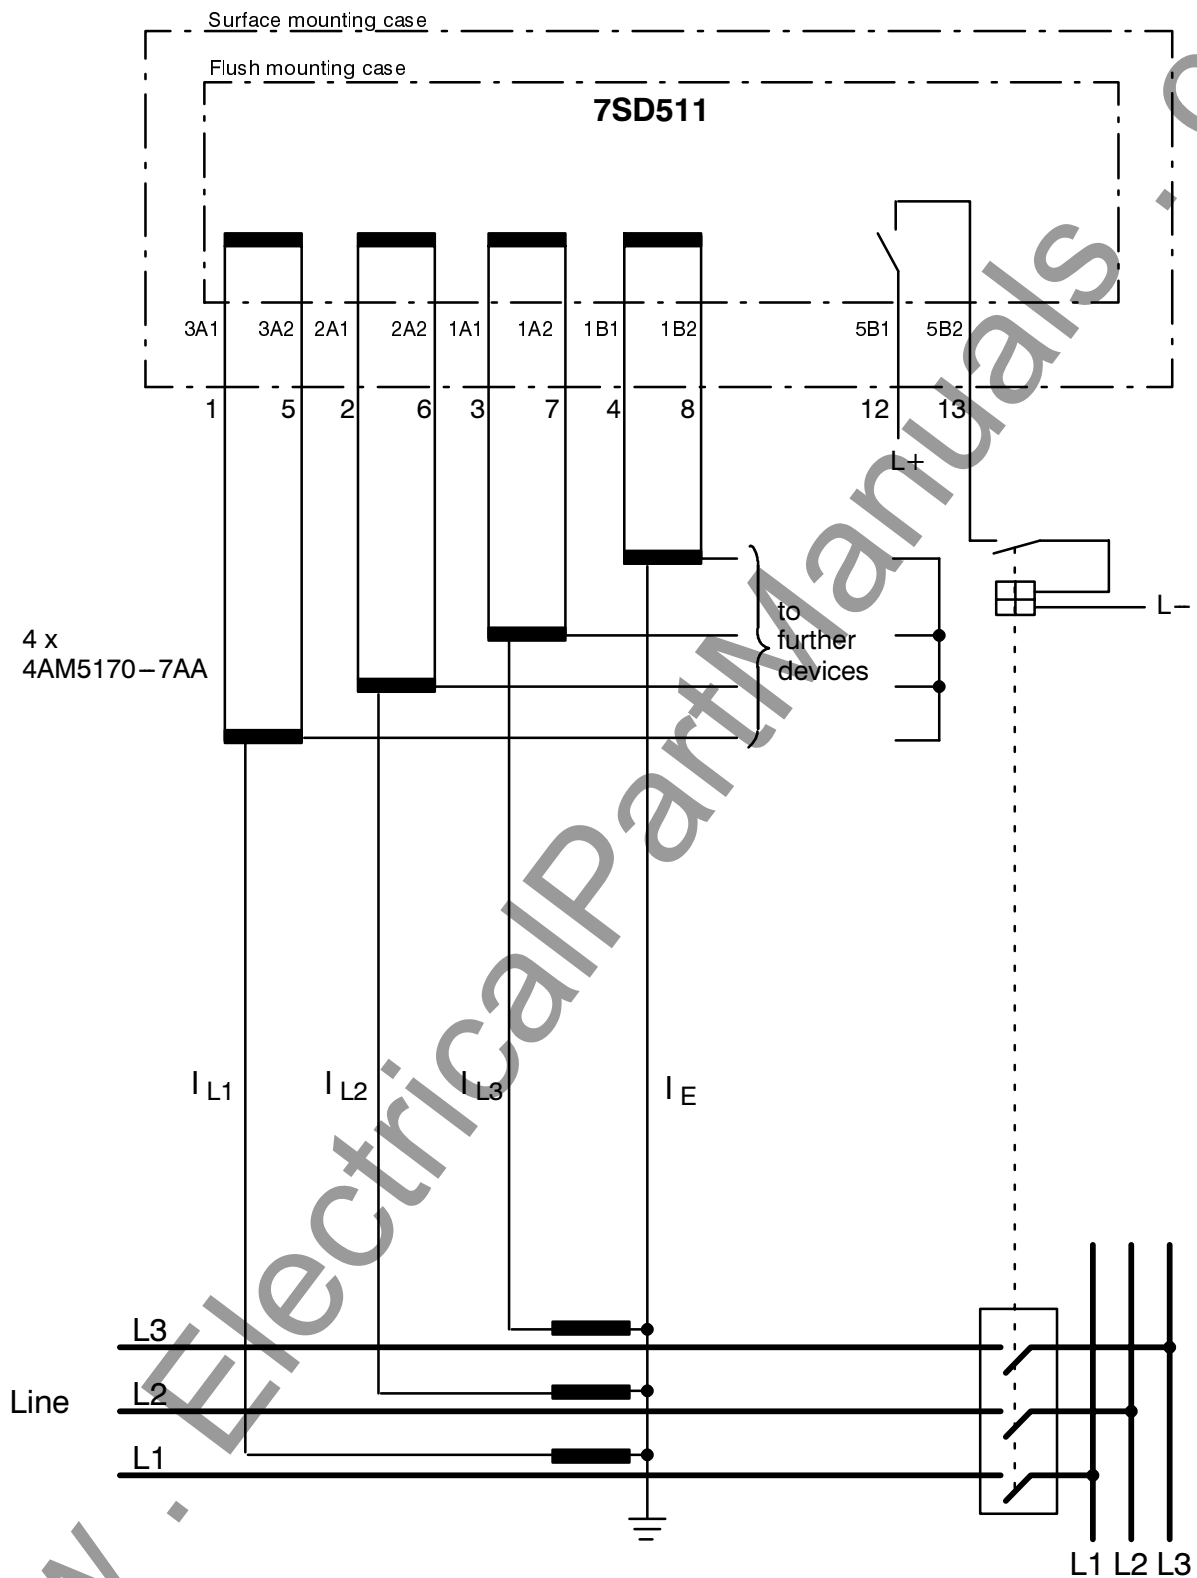 Surface mounting case
Flush mounting case
7SD511
3A1 3A2 2A1 2A2 1A1 1A2 1B1 1B2 5B1 5B2
1 5 2 6 3 7 4 8 12 13
L+
L−
to
further
devices
4 x
4AM5170−7AA
I L1 I L2 I L3 I E
L3
Line L2
L1
L1 L2 L3
w . ElectricalPartManuals . c